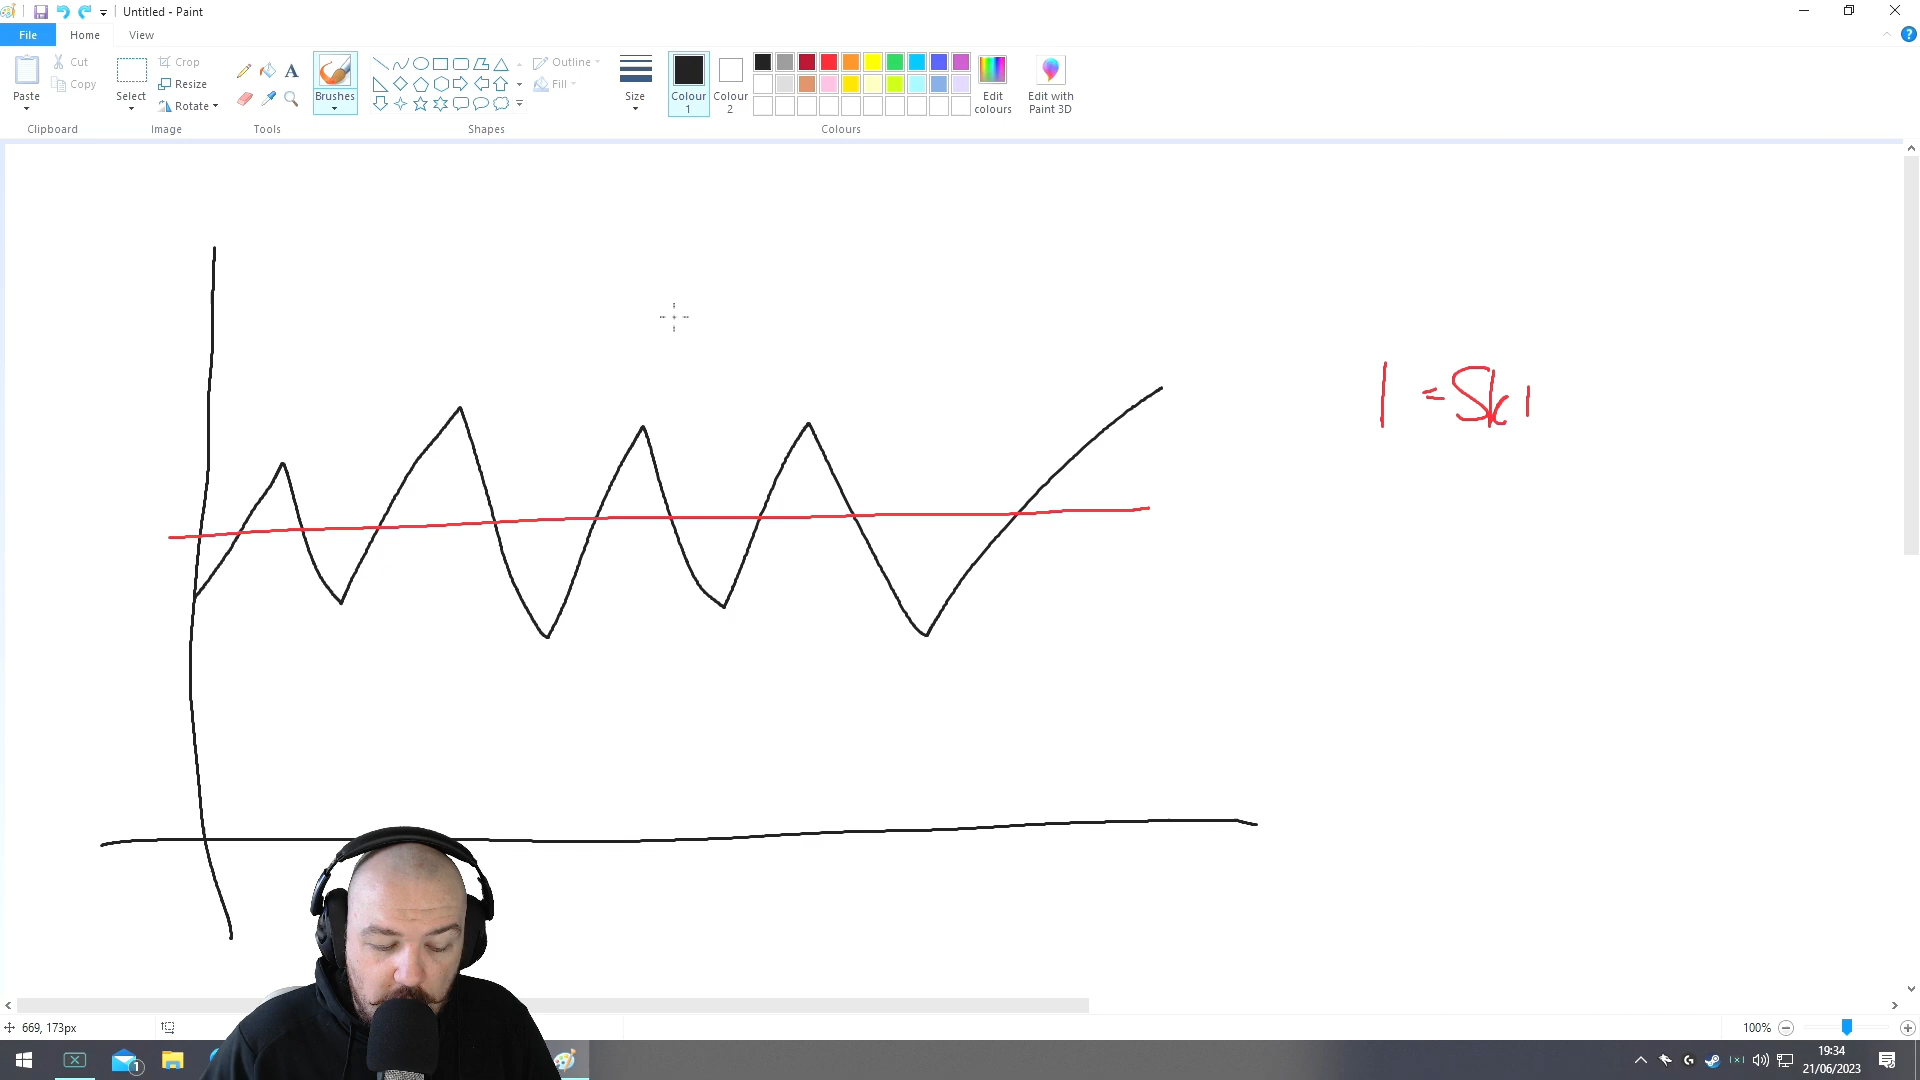 Untitled - Paint
File Home View
Paste
Cut
Copy
Clipboard
Select
Crop
Resize
Rotate
Image
Tools
Brushes
Shapes
Outline
Fill
Size
Colour 1
Colour 2
Edit colours
Edit with Paint 3D
Colours
| = Ski
669, 173px
100%
1
19:34
21/06/2023